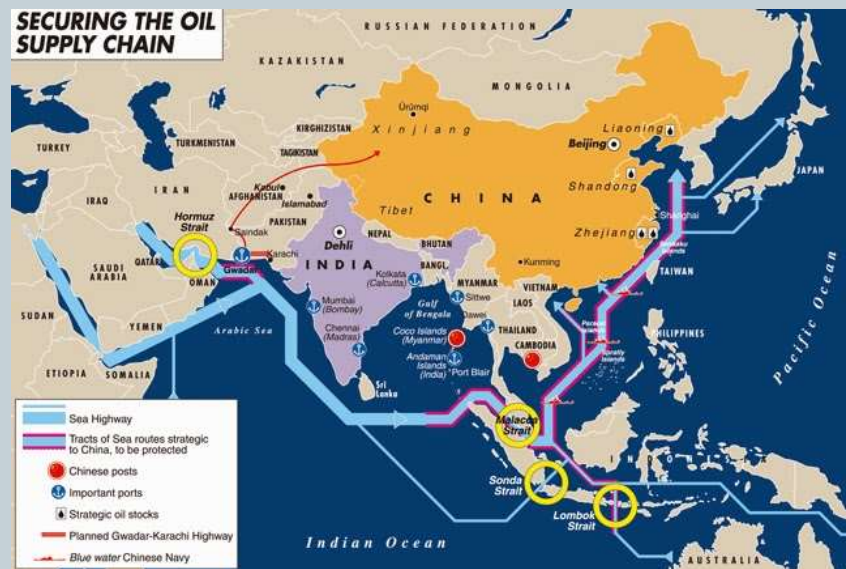 SECURING THE OIL
SUPPLY CHAIN
RUSSIAN FEDERATION
KAZAKHSTAN
MONGOLIA
Ürümqi
Xinjiang
Liaoning
Beijing
KIRGHIZISTAN
TURKMENISTAN
TAGIKISTAN
TURKEY
JAPAN
Shandong
CHINA
IRAN
Kabul
AFGHANISTAN
Islamabad
IRAQ
Tibet
Hormuz
Strait
PAKISTAN
Saindak
Shanghai
NEPAL
Dehli
BHUTAN
Zhejiang
Karachi
QATAR
Gwadar
INDIA
BANGL.
Kunming
SAUDI
ARABIA
OMAN
Kolkata
(Calcutta)
MYANMAR
VIETNAM
TAIWAN
Mumbai
(Bombay)
Gulf
of Bengala
Sittwe
LAOS
Dawei
SUDAN
YEMEN
Arabic Sea
Chennai
(Madras)
Coco Islands
(Myanmar)
THAILAND
CAMBODIA
PHILIPPINES
Spratly
Islands
Andaman
Islands
(India)
Port Blair
ETHIOPIA
SOMALIA
Sri
Lanka
Pacific Ocean
Malacca
Strait
Sonda
Strait
INDONESIA
Lombok
Strait
Indian Ocean
AUSTRALIA
Sea Highway
Tracts of Sea routes strategic
to China, to be protected
Chinese posts
Important ports
Strategic oil stocks
Planned Gwadar-Karachi Highway
Blue water Chinese Navy